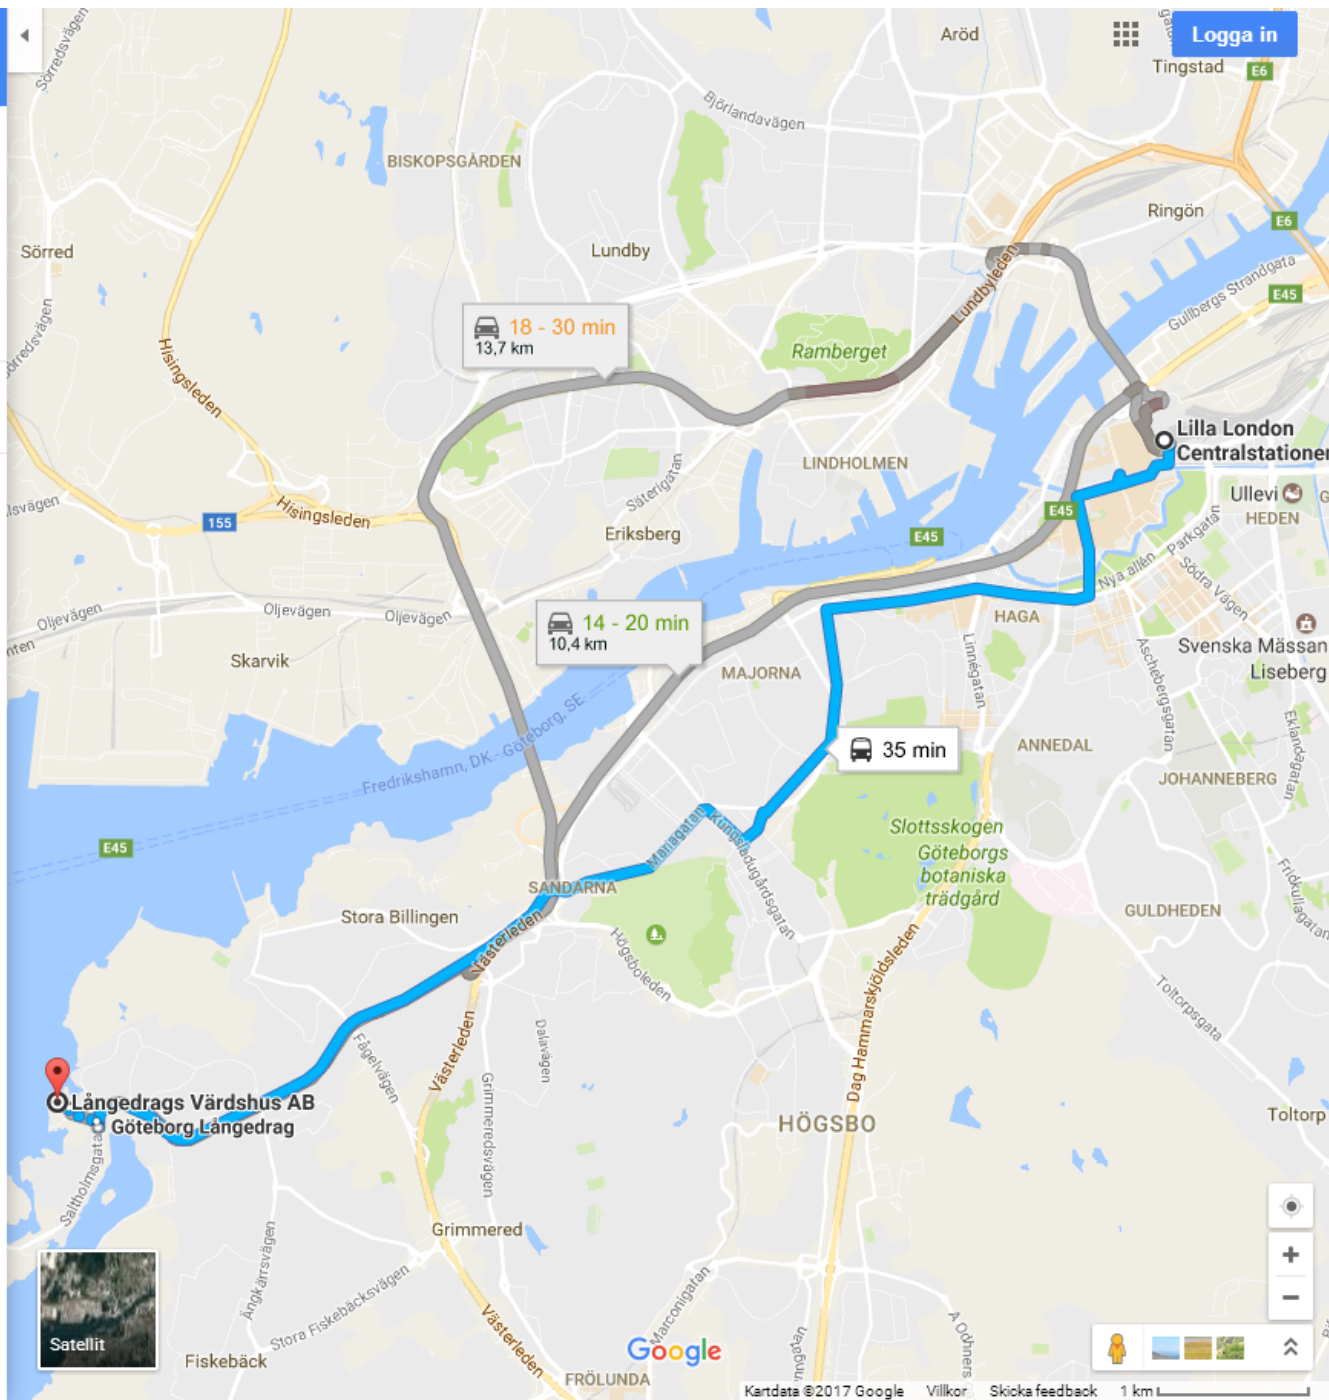 Logga in
Aröd
Tingstad
E6
Sörredsvägen
Björlandavägen
BISKOPSGÅRDEN
Ringön
E6
Sörred
Lundby
Lundbyleden
Gullbergs Strandgata
E45
18 - 30 min
13,7 km
Ramberget
Hisingsleden
Lilla London
Centralstationen
LINDHOLMEN
Säterigatan
Ullevi
HEDEN
Hisingsleden
155
E45
E45
Eriksberg
Parkgatan
Nya allén
Södra Vägen
Oljevägen
Oljevägen
Oljevägen
14 - 20 min
10,4 km
HAGA
Linnégatan
Aschebergsgatan
Svenska Mässan
Liseberg
Skarvik
MAJORNA
Fredrikshamn, DK - Göteborg, SE
35 min
ANNEDAL
JOHANNEBERG
Eklandagatan
E45
Mariagatan
Kungsladugårdsgatan
Slottsskogen
Göteborgs
botaniska
trädgård
SANDARNA
Stora Billingen
Västerleden
Högsboleden
GULDHEDEN
Fridkullagatan
Dag Hammarskjöldsleden
Toltorpsgata
Fågelvägen
Västerleden
Dalavägen
Grimmeredsvägen
Långedrags Värdshus AB
Göteborg Långedrag
HÖGSBO
Toltorp
Saltholmsgatan
Grimmered
Ängkärrsvägen
Stora Fiskebäcksvägen
Västerleden
Marconigatan
A Odhners
Satellit
Fiskebäck
Google
FRÖLUNDA
Kartdata ©2017 Google Villkor Skicka feedback 1 km